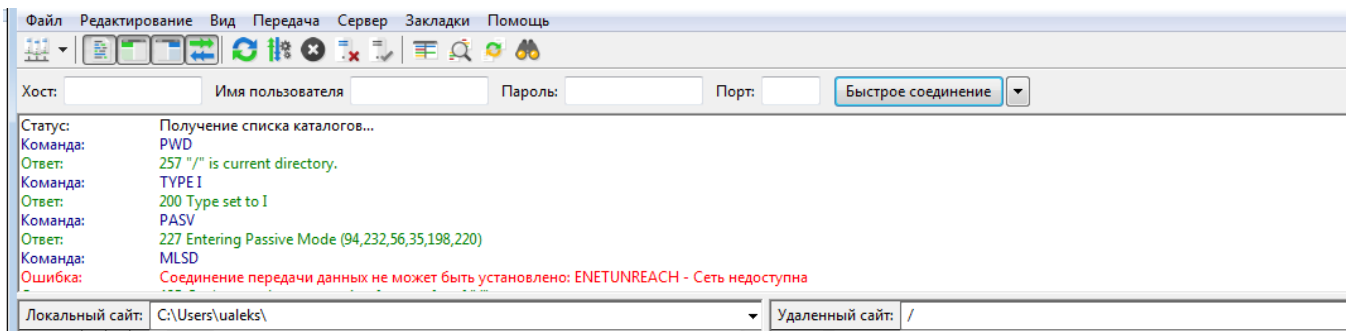 Файл Редактирование Вид Передача Сервер Закладки Помощь
Хост: Имя пользователя Пароль: Порт: Быстрое соединение
Статус: Получение списка каталогов...
Команда: PWD
Ответ: 257 "/" is current directory.
Команда: TYPE I
Ответ: 200 Type set to I
Команда: PASV
Ответ: 227 Entering Passive Mode (94,232,56,35,198,220)
Команда: MLSD
Ошибка: Соединение передачи данных не может быть установлено: ENETUNREACH - Сеть недоступна
Локальный сайт: C:\Users\ualeks\ Удаленный сайт: /